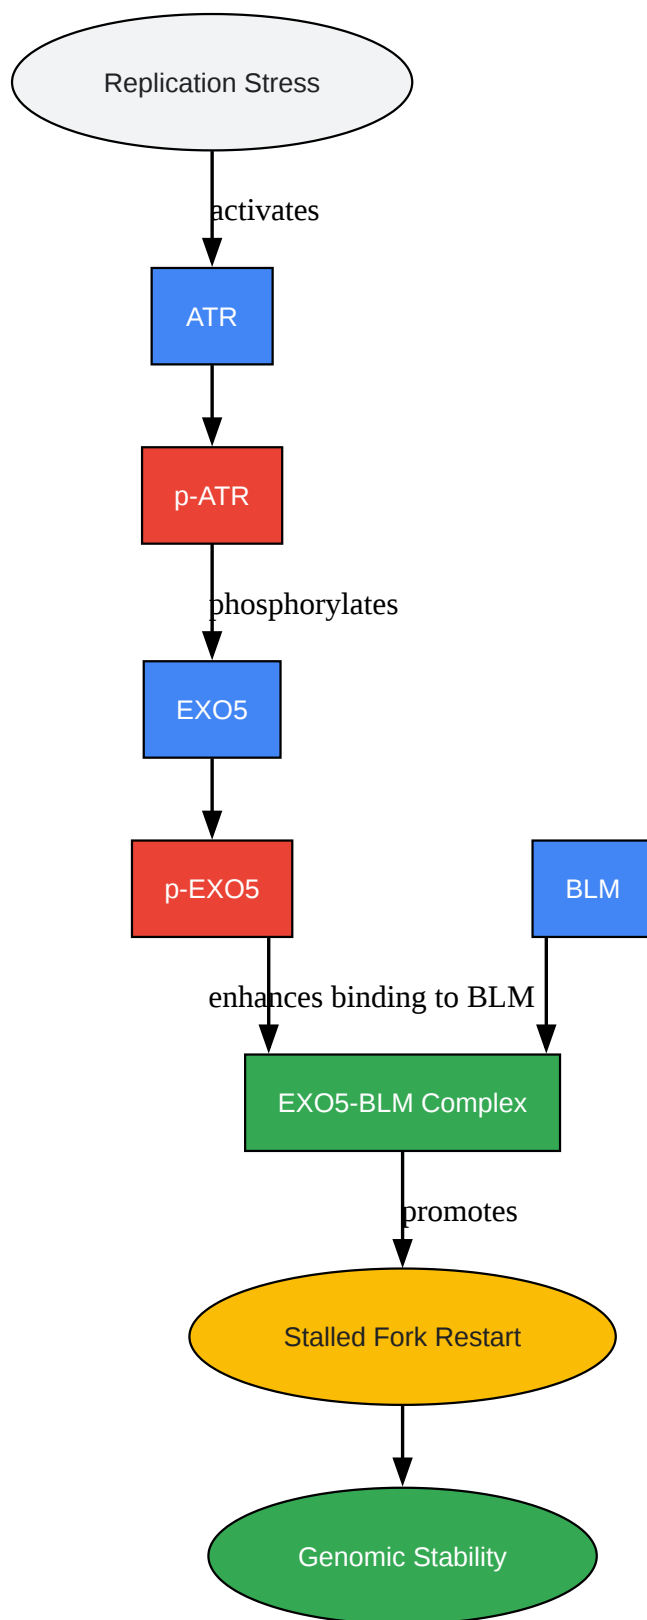 Replication Stress
activates
ATR
p-ATR
phosphorylates
EXO5
p-EXO5
BLM
enhances binding to BLM
EXO5-BLM Complex
promotes
Stalled Fork Restart
Genomic Stability